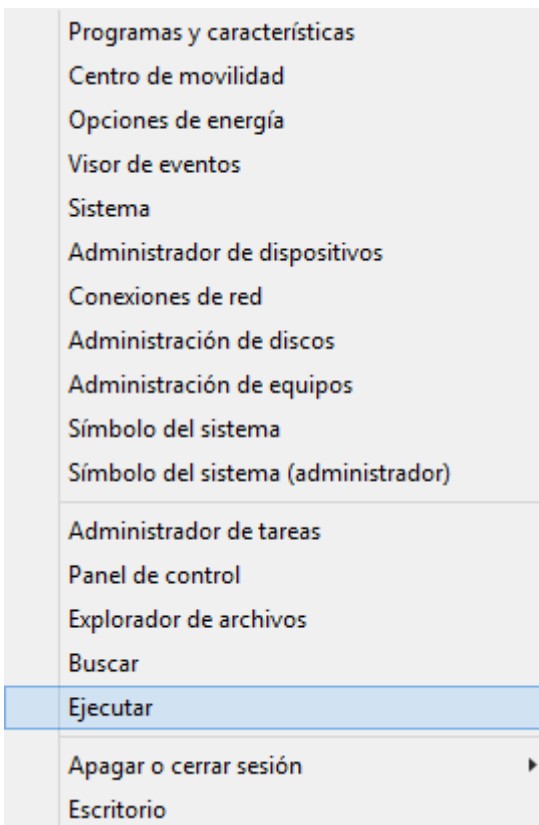 Programas y características
Centro de movilidad
Opciones de energía
Visor de eventos
Sistema
Administrador de dispositivos
Conexiones de red
Administración de discos
Administración de equipos
Símbolo del sistema
Símbolo del sistema (administrador)
Administrador de tareas
Panel de control
Explorador de archivos
Buscar
Ejecutar
Apagar o cerrar sesión
Escritorio